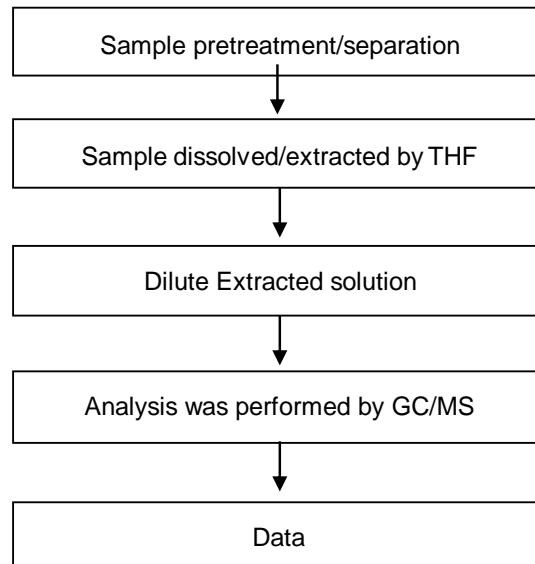 Sample pretreatment/separation
Sample dissolved/extracted by THF
Dilute Extracted solution
Analysis was performed by GC/MS
Data